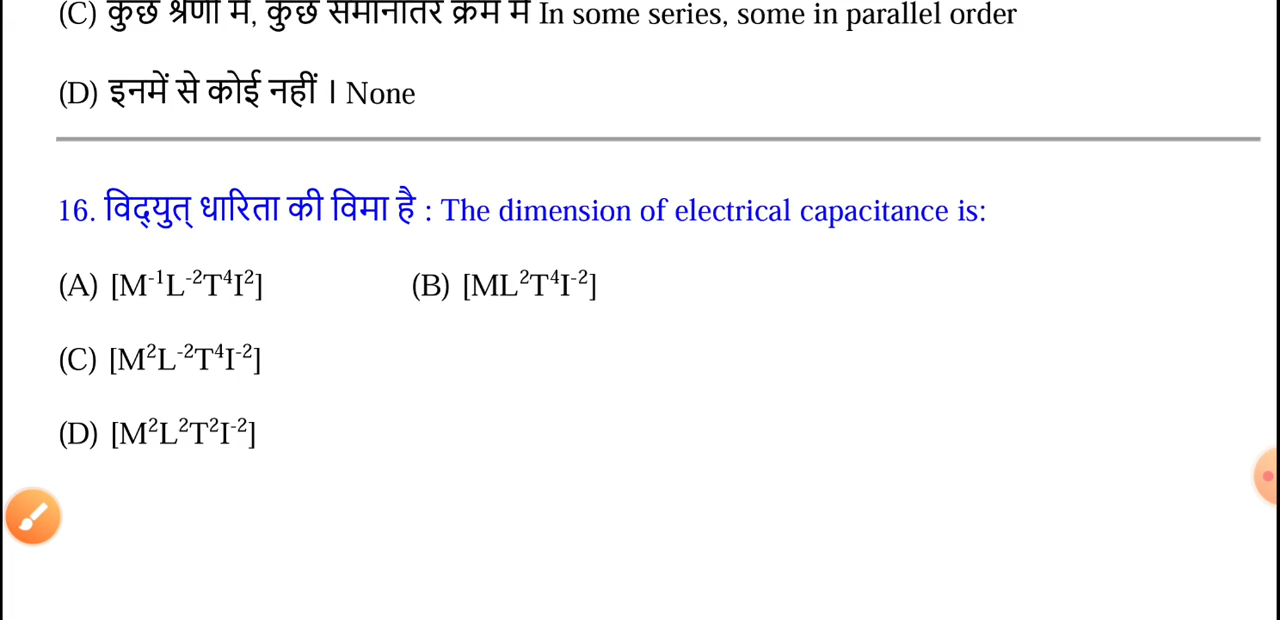 (C) कुछ श्रेणी में, कुछ समानांतर क्रम में In some series, some in parallel order
(D) इनमें से कोई नहीं । None
16. विद्युत् धारिता की विमा है : The dimension of electrical capacitance is:
(A) [M⁻¹L⁻²T⁴I²] (B) [ML²T⁴I⁻²]
(C) [M²L⁻²T⁴I⁻²]
(D) [M²L²T²I⁻²]